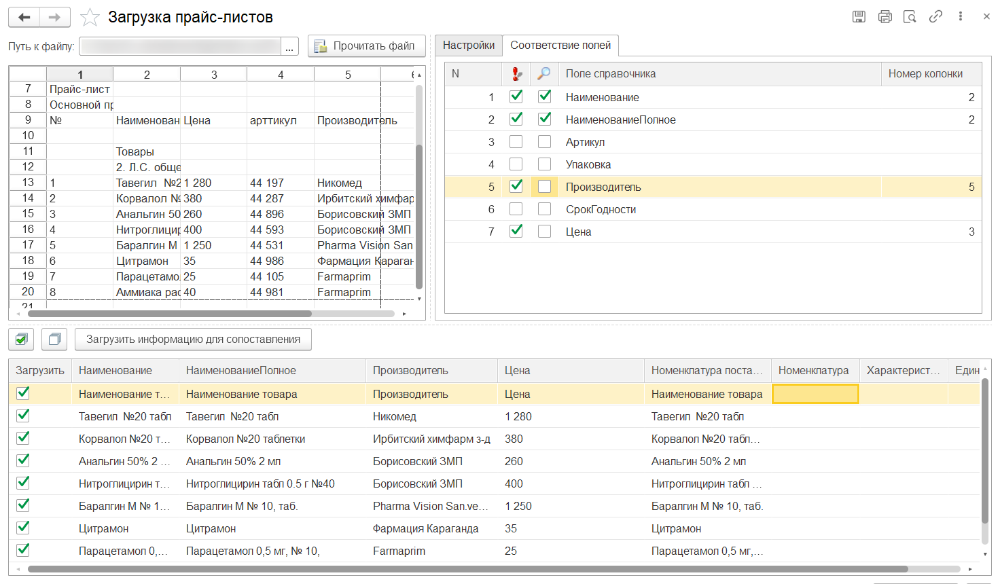 Загрузка прайс-листов
Путь к файлу: ... Прочитать файл
Настройки Соответствие полей
1 2 3 4 5
7 Прайс-лист
8 Основной пр
9 № Наименован Цена арттикул Производитель
10
11 Товары
12 2. Л.С. обще
13 1 Тавегил №2 1 280 44 197 Никомед
14 2 Корвалол № 380 44 287 Ирбитский химфар
15 3 Анальгин 50 260 44 896 Борисовский ЗМП
16 4 Нитроглицир 400 44 593 Борисовский ЗМП
17 5 Баралгин М 1 250 44 531 Pharma Vision San
18 6 Цитрамон 35 44 986 Фармация Караган
19 7 Парацетамо 25 44 105 Farmaprim
20 8 Аммиака рас 40 44 981 Farmaprim
21
N Поле справочника Номер колонки
1 Наименование 2
2 НаименованиеПолное 2
3 Артикул
4 Упаковка
5 Производитель 5
6 СрокГодности
7 Цена 3
Загрузить информацию для сопоставления
Загрузить Наименование НаименованиеПолное Производитель Цена Номенклатура поста... Номенклатура Характерист... Един
Наименование т... Наименование товара Производитель Цена Наименование товара
Тавегил №20 табл Тавегил №20 табл Никомед 1 280 Тавегил №20 табл
Корвалол №20 т... Корвалол №20 таблетки Ирбитский химфарм з-д 380 Корвалол №20 табл...
Анальгин 50% 2 ... Анальгин 50% 2 мл Борисовский ЗМП 260 Анальгин 50% 2 мл
Нитроглицирин т... Нитроглицирин табл 0.5 г №40 Борисовский ЗМП 400 Нитроглицирин табл ...
Баралгин М № 1... Баралгин М № 10, таб. Pharma Vision San.ve... 1 250 Баралгин М № 10, таб.
Цитрамон Цитрамон Фармация Караганда 35 Цитрамон
Парацетамол 0,... Парацетамол 0,5 мг, № 10, Farmaprim 25 Парацетамол 0,5 мг,...